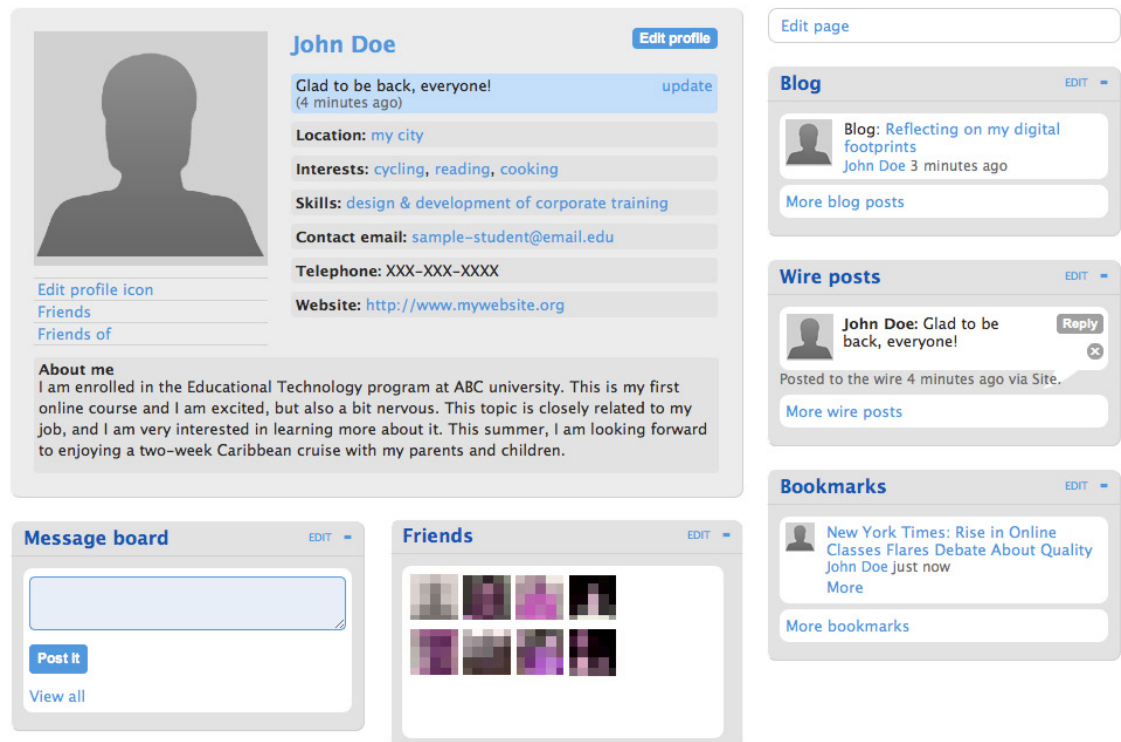 John Doe
Edit profile
Glad to be back, everyone!
update
(4 minutes ago)
Location: my city
Interests: cycling, reading, cooking
Skills: design & development of corporate training
Contact email: sample-student@email.edu
Telephone: XXX-XXX-XXXX
Website: http://www.mywebsite.org
Edit profile icon
Friends
Friends of
About me
I am enrolled in the Educational Technology program at ABC university. This is my first
online course and I am excited, but also a bit nervous. This topic is closely related to my
job, and I am very interested in learning more about it. This summer, I am looking forward
to enjoying a two-week Caribbean cruise with my parents and children.
Message board
EDIT -
Post it
View all
Friends
EDIT -
Edit page
Blog
EDIT -
Blog: Reflecting on my digital
footprints
John Doe 3 minutes ago
More blog posts
Wire posts
EDIT -
John Doe: Glad to be
back, everyone!
Reply
Posted to the wire 4 minutes ago via Site.
More wire posts
Bookmarks
EDIT -
New York Times: Rise in Online
Classes Flares Debate About Quality
John Doe just now
More
More bookmarks